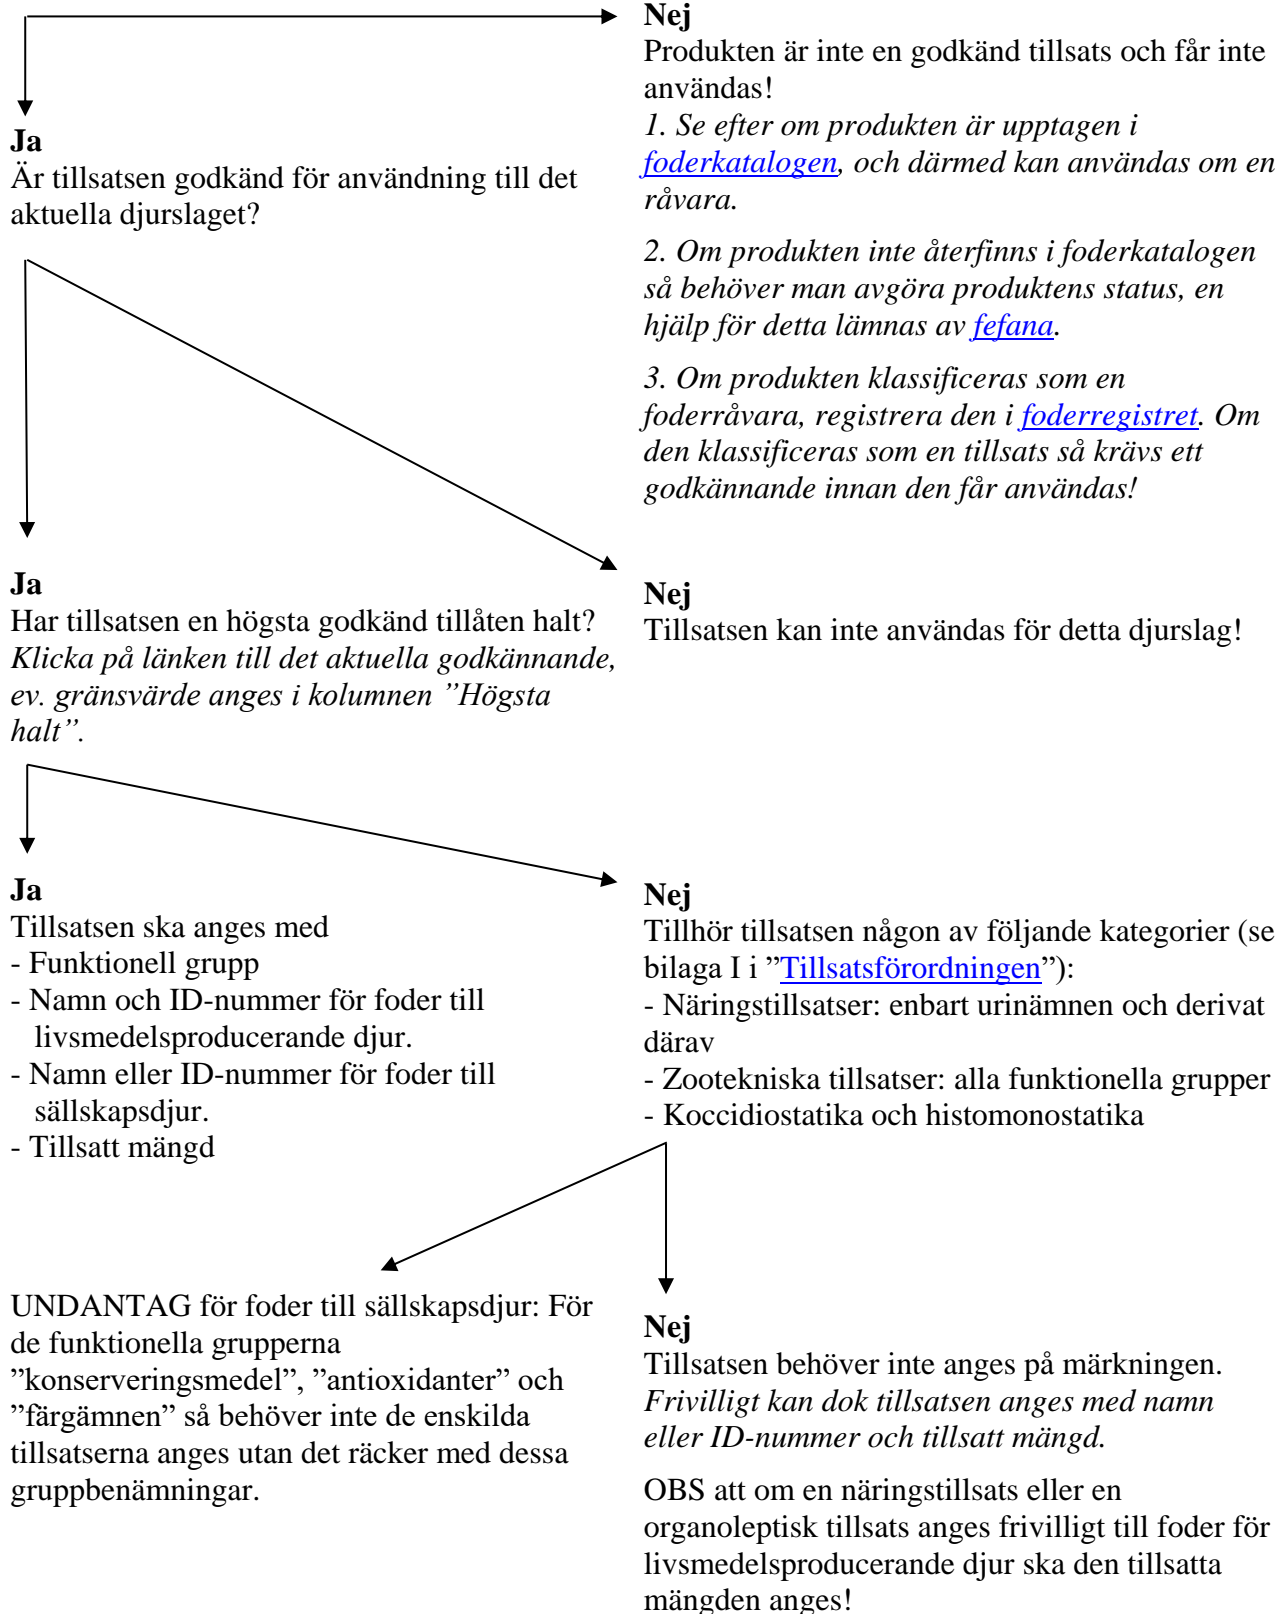 Nej
Produkten är inte en godkänd tillsats och får inte
användas!
1. Se efter om produkten är upptagen i
foderkatalogen, och därmed kan användas om en
råvara.
2. Om produkten inte återfinns i foderkatalogen
så behöver man avgöra produktens status, en
hjälp för detta lämnas av fefana.
3. Om produkten klassificeras som en
foderråvara, registrera den i foderregistret. Om
den klassificeras som en tillsats så krävs ett
godkännande innan den får användas!
Ja
Är tillsatsen godkänd för användning till det
aktuella djurslaget?
Ja
Har tillsatsen en högsta godkänd tillåten halt?
Klicka på länken till det aktuella godkännande,
ev. gränsvärde anges i kolumnen ”Högsta
halt”.
Nej
Tillsatsen kan inte användas för detta djurslag!
Ja
Tillsatsen ska anges med
- Funktionell grupp
- Namn och ID-nummer för foder till
livsmedelsproducerande djur.
- Namn eller ID-nummer för foder till
sällskapsdjur.
- Tillsatt mängd
Nej
Tillhör tillsatsen någon av följande kategorier (se
bilaga I i ”Tillsatsförordningen”):
- Näringstillsatser: enbart urinämnen och derivat
därav
- Zootekniska tillsatser: alla funktionella grupper
- Koccidiostatika och histomonostatika
UNDANTAG för foder till sällskapsdjur: För
de funktionella grupperna
”konserveringsmedel”, ”antioxidanter” och
”färgämnen” så behöver inte de enskilda
tillsatserna anges utan det räcker med dessa
gruppbenämningar.
Nej
Tillsatsen behöver inte anges på märkningen.
Frivilligt kan dok tillsatsen anges med namn
eller ID-nummer och tillsatt mängd.
OBS att om en näringstillsats eller en
organoleptisk tillsats anges frivilligt till foder för
livsmedelsproducerande djur ska den tillsatta
mängden anges!